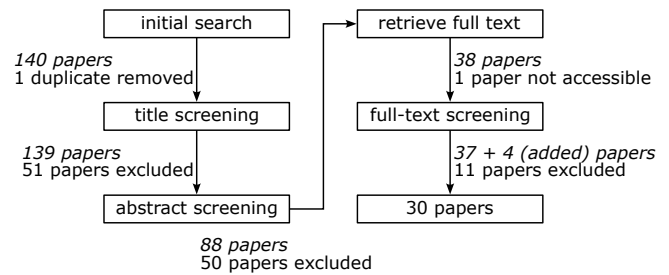 initial search
140 papers
1 duplicate removed
title screening
139 papers
51 papers excluded
abstract screening
88 papers
50 papers excluded
retrieve full text
38 papers
1 paper not accessible
full-text screening
37 + 4 (added) papers
11 papers excluded
30 papers